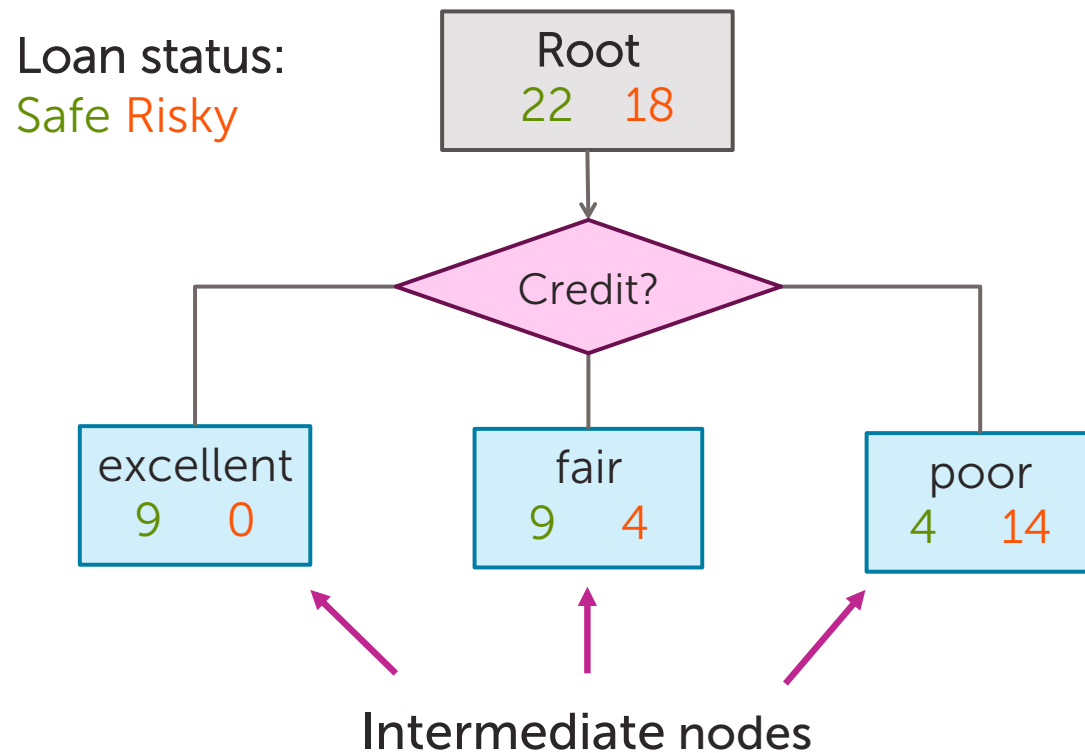 Loan status:
Safe Risky
Root
22 18
Credit?
excellent
9 0
fair
9 4
poor
4 14
Intermediate nodes